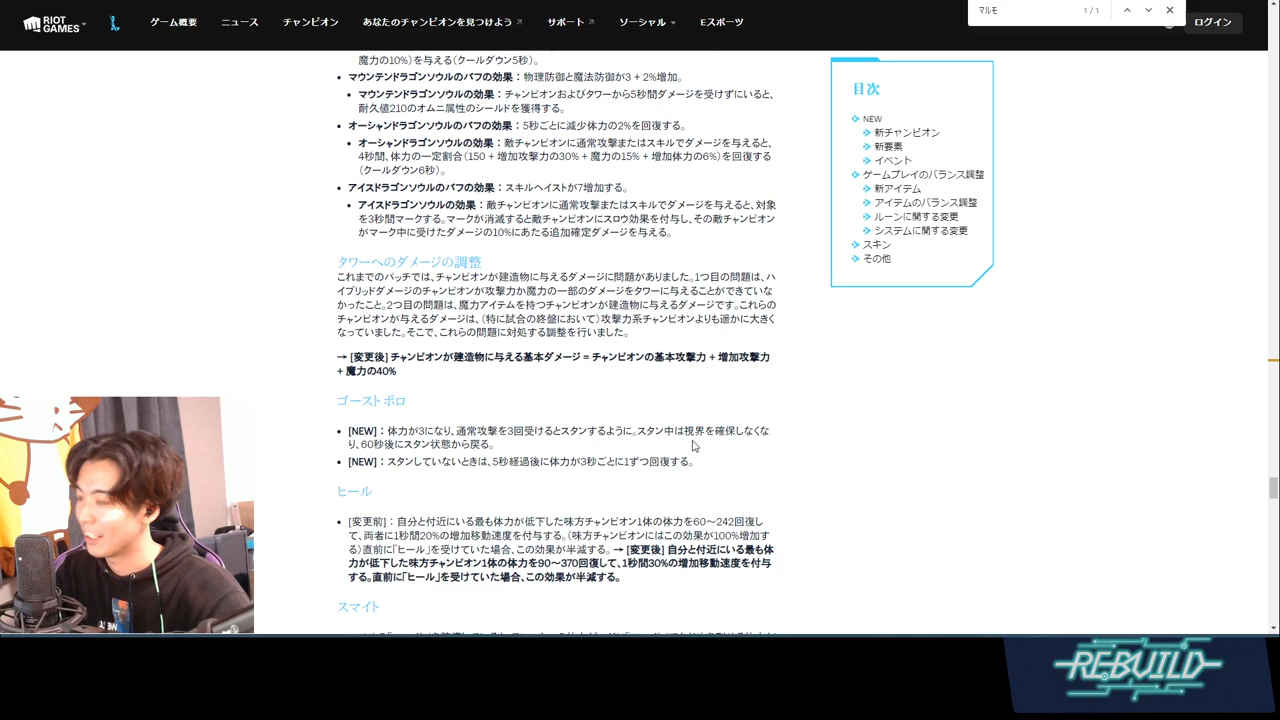 RIOT GAMES
ゲーム概要
ニュース
チャンピオン
あなたのチャンピオンを見つけよう
サポート
ソーシャル
Eスポーツ
マルモ
1/1
ログイン
魔力の10%)を与える(クールダウン5秒)。
マウンテンドラゴンソウルのバフの効果：物理防御と魔法防御が3 + 2%増加。
マウンテンドラゴンソウルの効果：チャンピオンおよびタワーから5秒間ダメージを受けずにいると、
耐久値210のオムニ属性のシールドを獲得する。
オーシャンドラゴンソウルのバフの効果：5秒ごとに減少体力の2%を回復する。
オーシャンドラゴンソウルの効果：敵チャンピオンに通常攻撃またはスキルでダメージを与えると、
4秒間、体力の一定割合(150 + 増加攻撃力の30% + 魔力の15% + 増加体力の6%)を回復する
(クールダウン6秒)。
アイスドラゴンソウルのバフの効果：スキルヘイストが7増加する。
アイスドラゴンソウルの効果：敵チャンピオンに通常攻撃またはスキルでダメージを与えると、対象
を3秒間マークする。マークが消滅すると敵チャンピオンにスロウ効果を付与し、その敵チャンピオン
がマーク中に受けたダメージの10%にあたる追加確定ダメージを与える。
タワーへのダメージの調整
これまでのパッチでは、チャンピオンが建造物に与えるダメージに問題がありました。1つ目の問題は、ハ
イブリッドダメージのチャンピオンが攻撃力か魔力の一部のダメージをタワーに与えることができていな
かったこと。2つ目の問題は、魔力アイテムを持つチャンピオンが建造物に与えるダメージです。これらの
チャンピオンが与えるダメージは、(特に試合の終盤において)攻撃力系チャンピオンよりも遥かに大きく
なっていました。そこで、これらの問題に対処する調整を行いました。
→ [変更後] チャンピオンが建造物に与える基本ダメージ = チャンピオンの基本攻撃力 + 増加攻撃力
+ 魔力の40%
ゴーストポロ
[NEW]：体力が3になり、通常攻撃を3回受けるとスタンするように。スタン中は視界を確保しなくな
り、60秒後にスタン状態から戻る。
[NEW]：スタンしていないときは、5秒経過後に体力が3秒ごとに1ずつ回復する。
ヒール
[変更前]：自分と付近にいる最も体力が低下した味方チャンピオン1体の体力を60～242回復し
て、両者に1秒間20%の増加移動速度を付与する。(味方チャンピオンにはこの効果が100%増加す
る)直前に「ヒール」を受けていた場合、この効果が半減する。 → [変更後] 自分と付近にいる最も体
力が低下した味方チャンピオン1体の体力を90～370回復して、1秒間30%の増加移動速度を付与
する。直前に「ヒール」を受けていた場合、この効果が半減する。
スマイト
目次
NEW
新チャンピオン
新要素
イベント
ゲームプレイのバランス調整
新アイテム
アイテムのバランス調整
ルーンに関する変更
システムに関する変更
スキン
その他
REBUILD